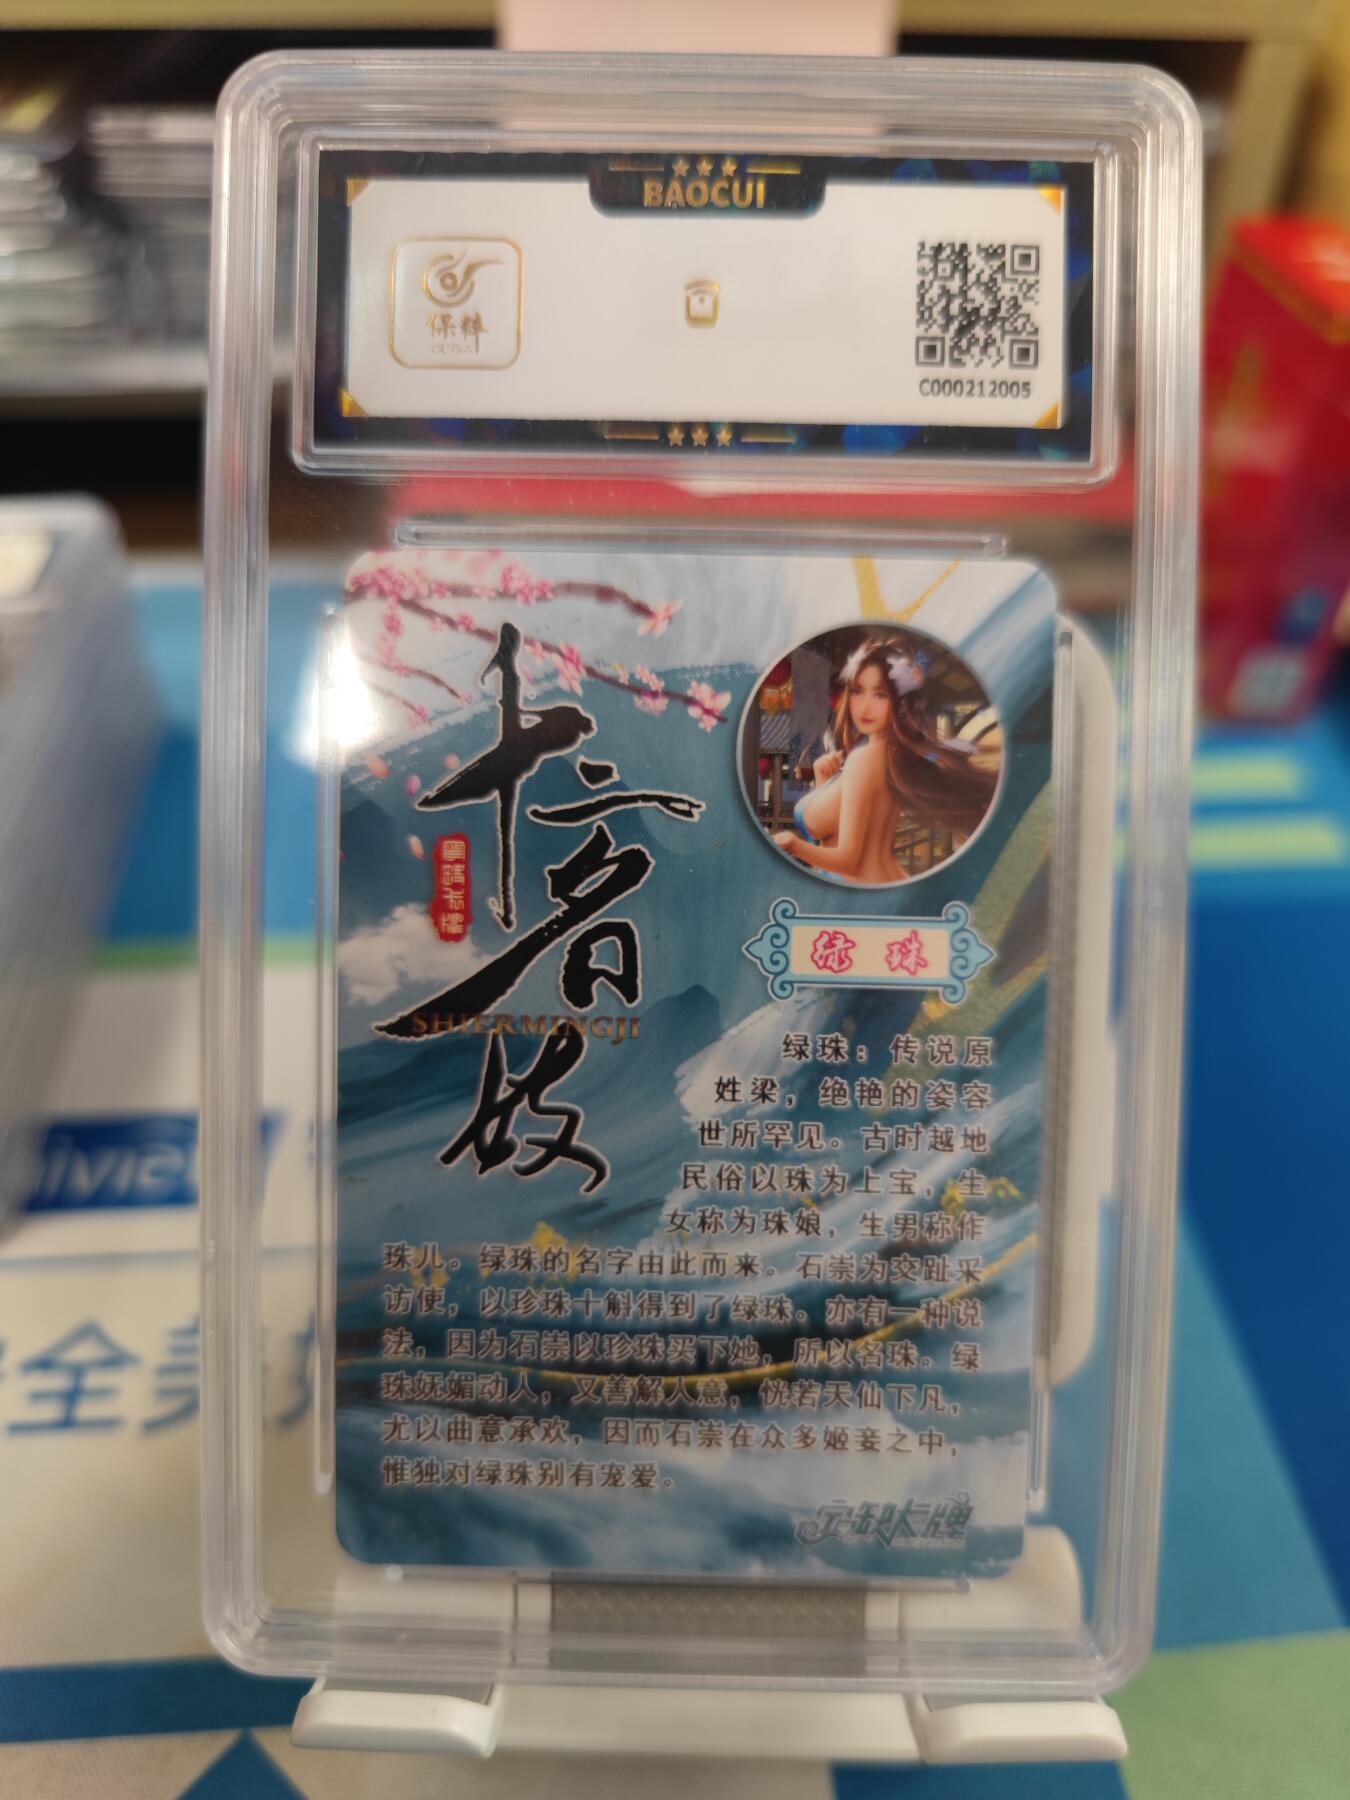 BAOCUI
保粹
C000212005
十二名
SHIERMINGJI
妓
绿珠
绿珠：传说原
姓梁，绝艳的姿容
世所罕见。古时越地
民俗以珠为上宝，生
女称为珠娘，生男称作
珠儿。绿珠的名字由此而来。石崇为交趾采
访使，以珍珠十斛得到了绿珠。亦有一种说
法，因为石崇以珍珠买下她，所以名珠。绿
珠妩媚动人，又善解人意，恍若天仙下凡，
尤以曲意承欢，因而石崇在众多姬妾之中，
惟独对绿珠别有宠爱。
宁缺大牌